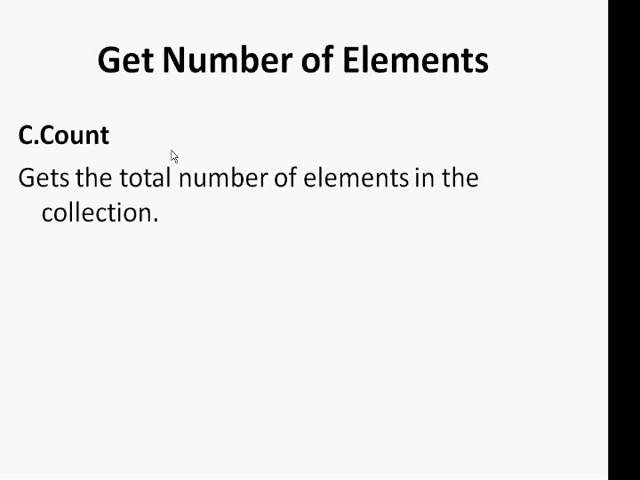 Get Number of Elements
C.Count
Gets the total number of elements in the
collection.